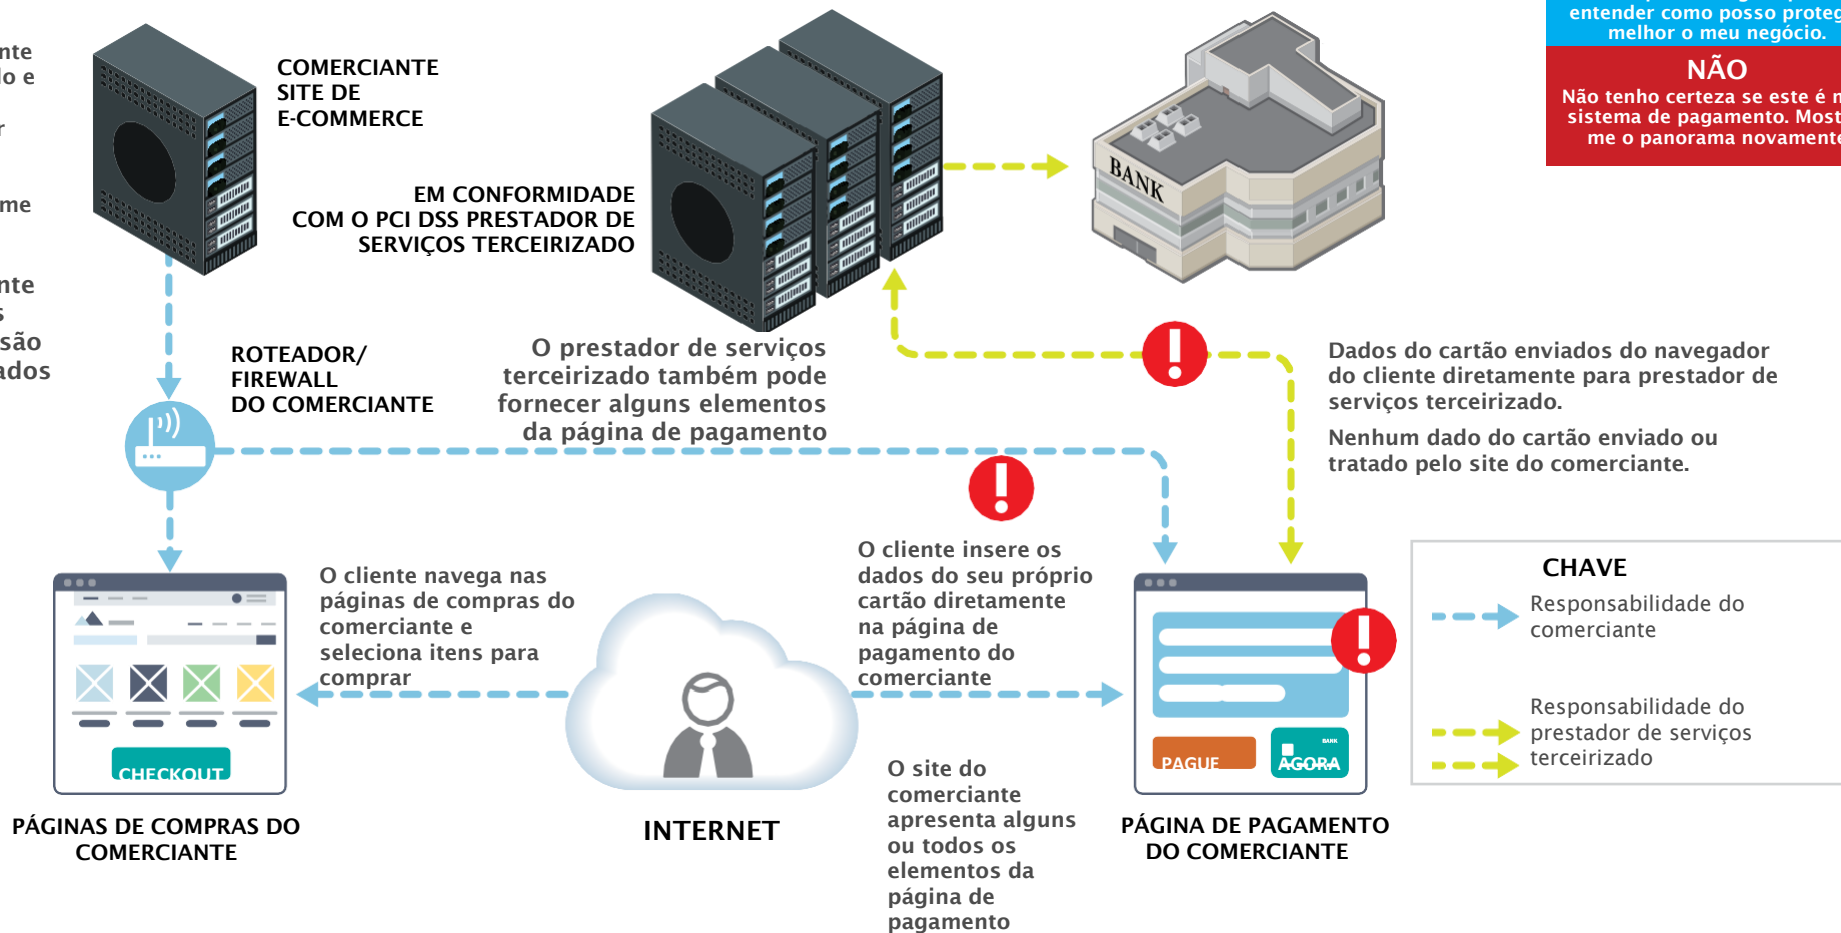 nte
lo e
r
me
nte
s
são
ados
COMERCIANTE
SITE DE
E-COMMERCE
EM CONFORMIDADE
COM O PCI DSS PRESTADOR DE
SERVIÇOS TERCEIRIZADO
BANK
entender como posso proteg
melhor o meu negócio.
NÃO
Não tenho certeza se este é m
sistema de pagamento. Most
me o panorama novamente
ROTEADOR/
FIREWALL
DO COMERCIANTE
O prestador de serviços
terceirizado também pode
fornecer alguns elementos
da página de pagamento
Dados do cartão enviados do navegador
do cliente diretamente para prestador de
serviços terceirizado.
Nenhum dado do cartão enviado ou
tratado pelo site do comerciante.
O cliente navega nas
páginas de compras do
comerciante e
seleciona itens para
comprar
O cliente insere os
dados do seu próprio
cartão diretamente
na página de
pagamento do
comerciante
CHAVE
Responsabilidade do
comerciante
Responsabilidade do
prestador de serviços
terceirizado
CHECKOUT
PAGUE
BANK
AGORA
PÁGINAS DE COMPRAS DO
COMERCIANTE
INTERNET
O site do
comerciante
apresenta alguns
ou todos os
elementos da
página de
pagamento
PÁGINA DE PAGAMENTO
DO COMERCIANTE